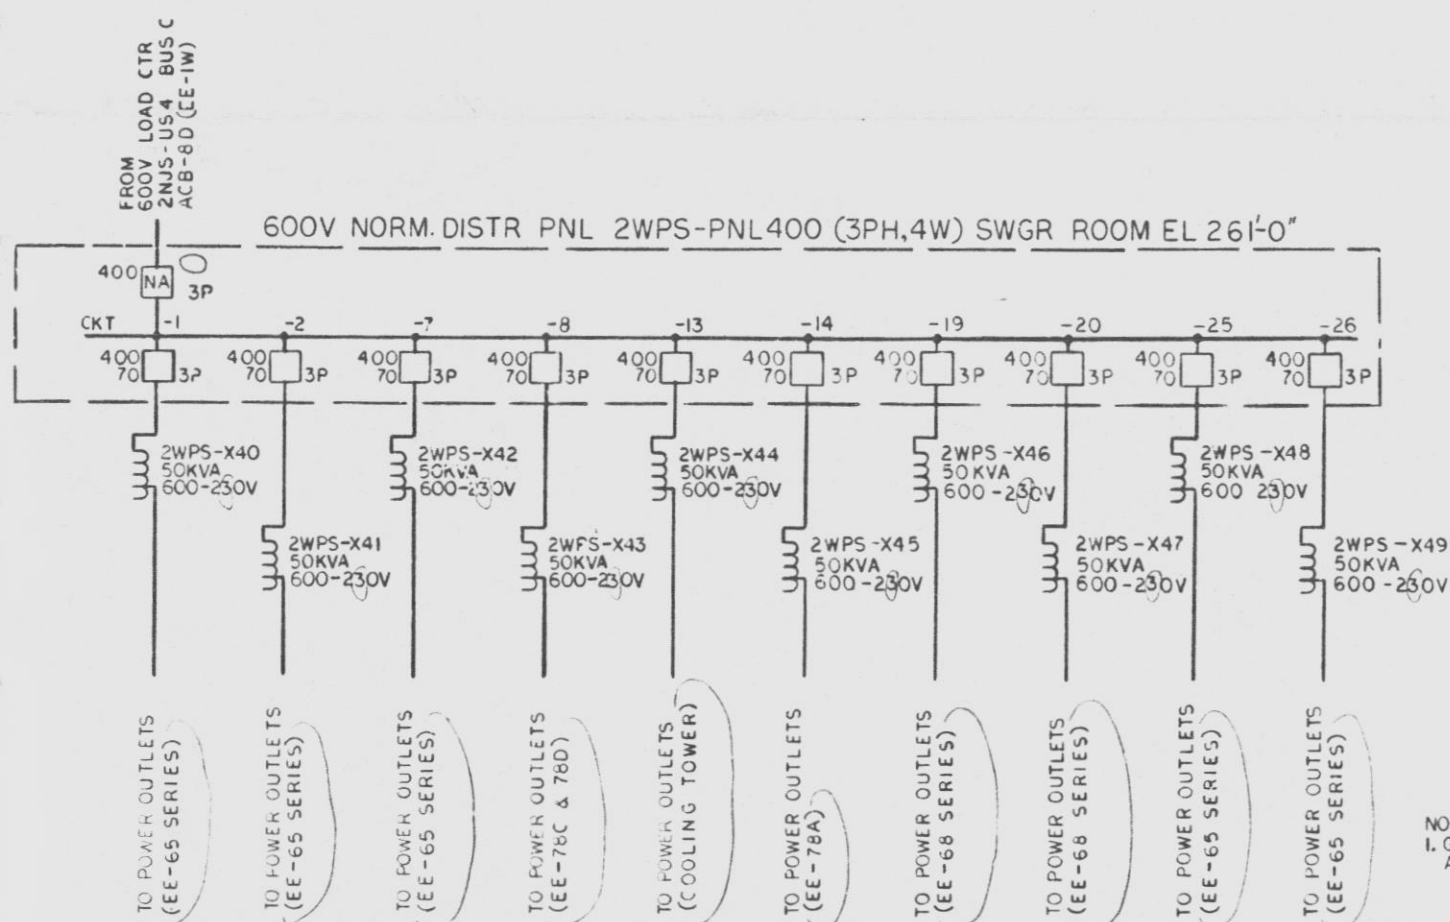 FROM
600V LOAD CTR
2NJS-US4 BUS C
ACB-8D (EE-1W)
600V NORM. DISTR PNL 2WPS-PNL400 (3PH,4W) SWGR ROOM EL 261'-0"
400 NA 3P
CKT -1 -2 -7 -8 -13 -14 -19 -20 -25 -26
400 400 400 400 400 400 400 400 400 400
70 3P 70 3P 70 3P 70 3P 70 3P 70 3P 70 3P 70 3P 70 3P 70 3P
2WPS-X40
50KVA
600-230V
2WPS-X42
50KVA
600-230V
2WPS-X44
50KVA
600-230V
2WPS-X46
50KVA
600-230V
2WPS-X48
50KVA
600 230V
2WPS-X41
50KVA
600-230V
2WPS-X43
50KVA
600-230V
2WPS-X45
50KVA
600-230V
2WPS-X47
50KVA
600-230V
2WPS-X49
50KVA
600-230V
TO POWER OUTLETS
(EE-65 SERIES)
TO POWER OUTLETS
(EE-65 SERIES)
TO POWER OUTLETS
(EE-65 SERIES)
TO POWER OUTLETS
(EE-78C & 78D)
TO POWER OUTLETS
(COOLING TOWER)
TO POWER OUTLETS
(EE-78A)
TO POWER OUTLETS
(EE-68 SERIES)
TO POWER OUTLETS
(EE-68 SERIES)
TO POWER OUTLETS
(EE-65 SERIES)
TO POWER OUTLETS
(EE-65 SERIES)
NO
1. C
A